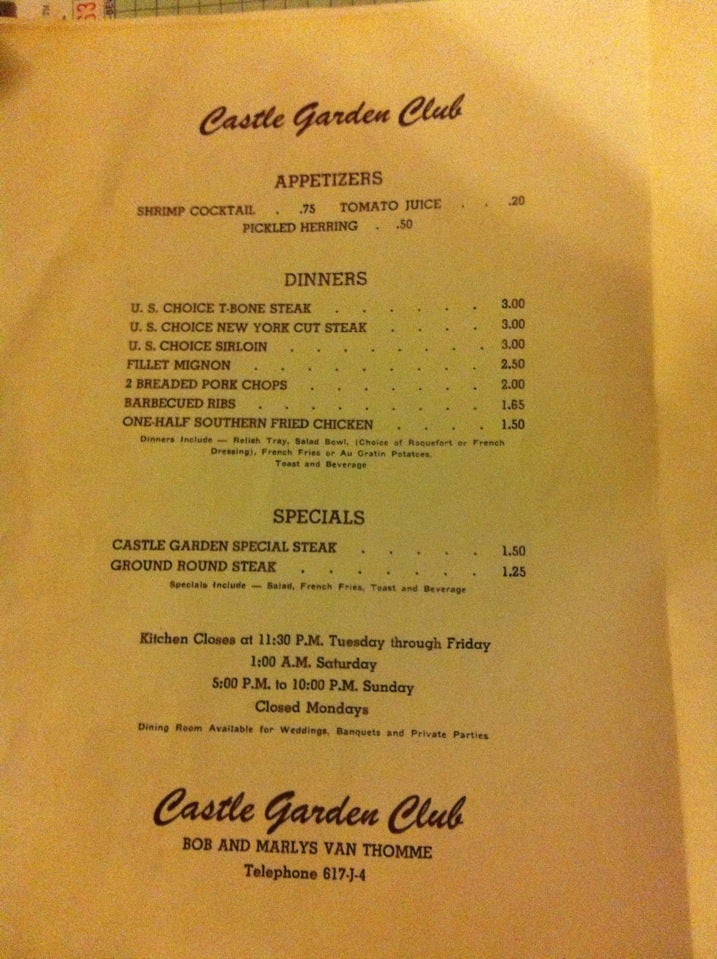 Castle Garden Club
APPETIZERS
SHRIMP COCKTAIL . .75 TOMATO JUICE . . .20
PICKLED HERRING . .50
DINNERS
U. S. CHOICE T-BONE STEAK . . . . . . 3.00
U. S. CHOICE NEW YORK CUT STEAK . . . . 3.00
U. S. CHOICE SIRLOIN . . . . . . . . 3.00
FILLET MIGNON . . . . . . . . . 2.50
2 BREADED PORK CHOPS . . . . . . . 2.00
BARBECUED RIBS . . . . . . . . . 1.65
ONE-HALF SOUTHERN FRIED CHICKEN . . . . 1.50
Dinners Include — Relish Tray, Salad Bowl, (Choice of Roquefort or French
Dressing), French Fries or Au Gratin Potatoes,
Toast and Beverage
SPECIALS
CASTLE GARDEN SPECIAL STEAK . . . . . 1.50
GROUND ROUND STEAK . . . . . . . 1.25
Specials Include — Salad, French Fries, Toast and Beverage
Kitchen Closes at 11:30 P.M. Tuesday through Friday
1:00 A.M. Saturday
5:00 P.M. to 10:00 P.M. Sunday
Closed Mondays
Dining Room Available for Weddings, Banquets and Private Parties
Castle Garden Club
BOB AND MARLYS VAN THOMME
Telephone 617-J-4